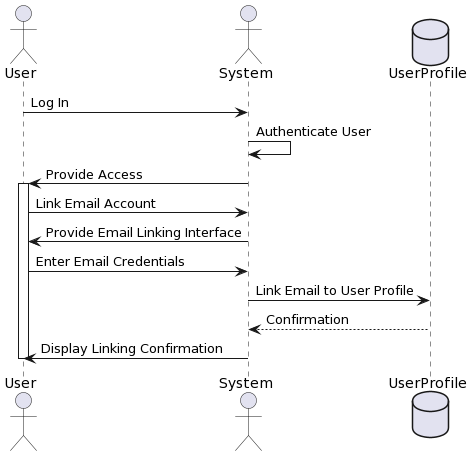 User
System
UserProfile
Log In
Authenticate User
Provide Access
Link Email Account
Provide Email Linking Interface
Enter Email Credentials
Link Email to User Profile
Confirmation
Display Linking Confirmation
User
System
UserProfile